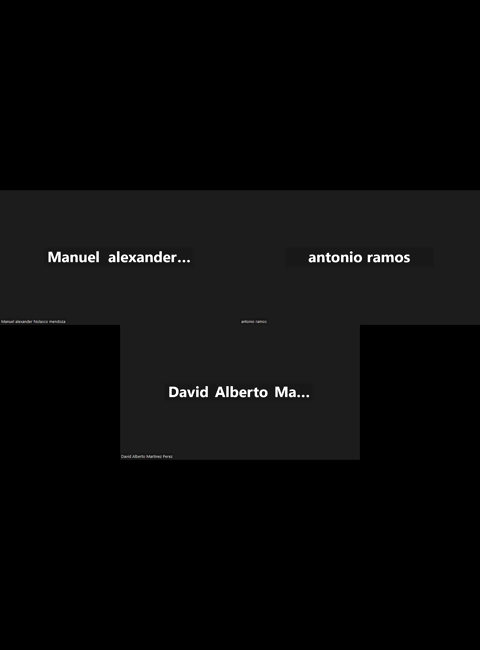 Manuel alexander...
antonio ramos
Manuel alexander Nolasco mendoza
antonio ramos
David Alberto Ma...
David Alberto Martinez Perez